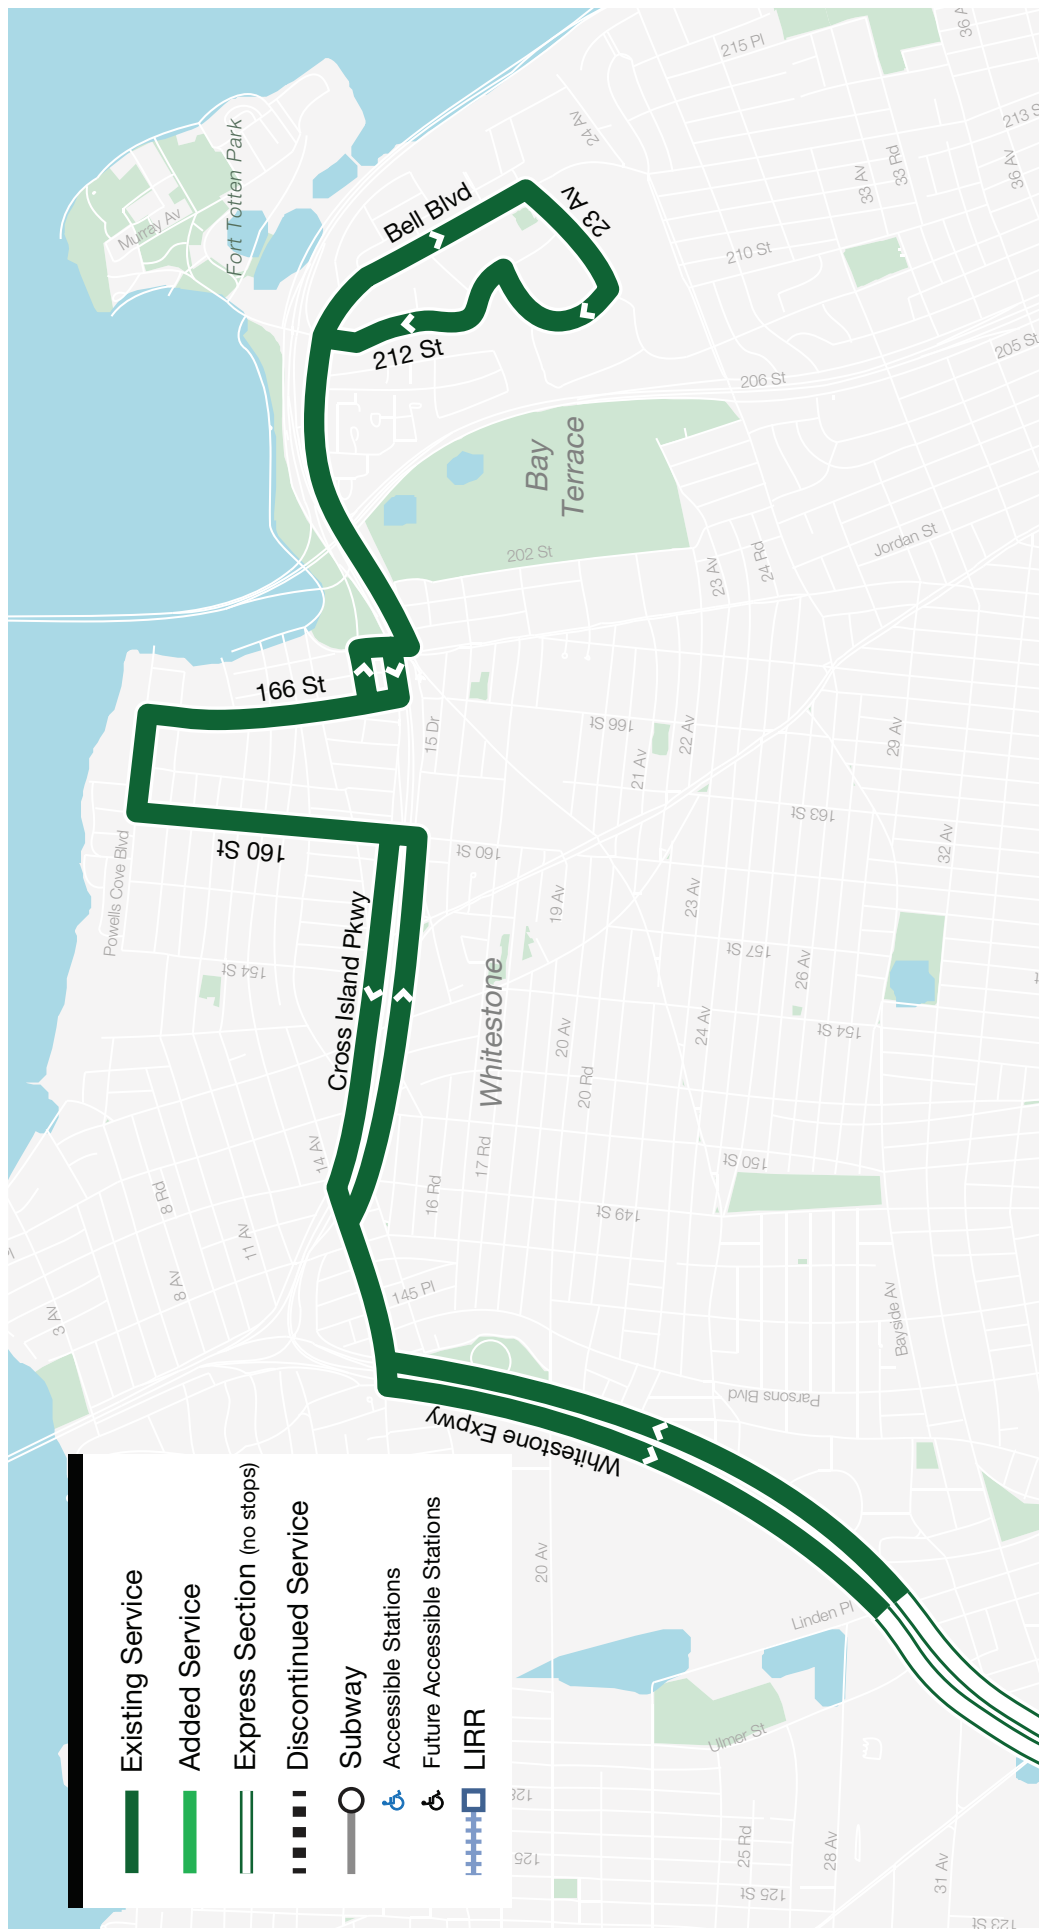 Existing Service
Added Service
Express Section (no stops)
Discontinued Service
Subway
Accessible Stations
Future Accessible Stations
LIRR
Fort Totten Park
Murray Av
Bell Blvd
23 Av
212 St
24 Av
215 Pl
36 A
213 S
33 Av
33 Rd
36 Av
210 St
206 St
205 St
Bay
Terrace
202 St
23 Av
24 Rd
Jordan St
166 St
15 Dr
166 St
21 Av
22 Av
29 Av
163 St
160 St
Powells Cove Blvd
160 St
19 Av
23 Av
32 Av
154 St
Cross Island Pkwy
Whitestone
157 St
26 Av
20 Av
24 Av
154 St
20 Rd
14 Av
17 Rd
150 St
16 Rd
149 St
8 Rd
11 Av
8 Av
3 Av
145 Pl
Bayside Av
Parsons Blvd
Whitestone Expwy
20 Av
Linden Pl
Ulmer St
128
125
25 Rd
28 Av
31 Av
125 St
123 St